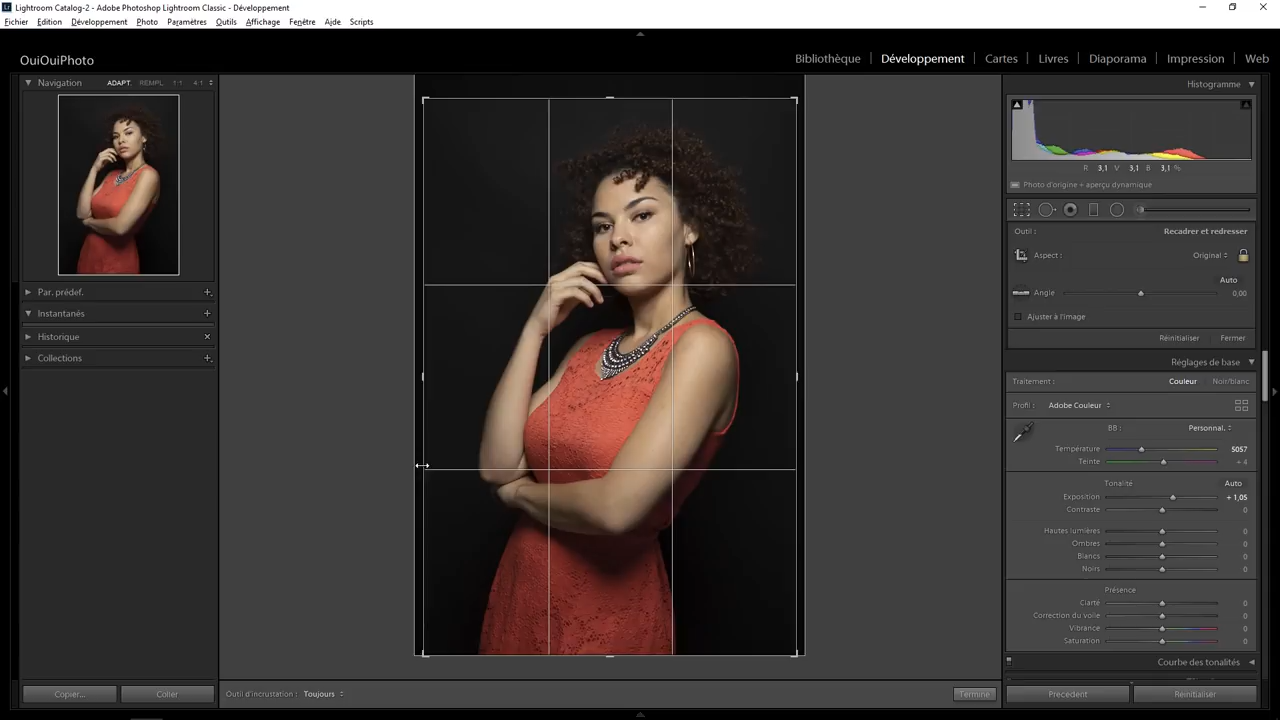 Lightroom Catalog-2 - Adobe Photoshop Lightroom Classic - Développement
Fichier Edition Développement Photo Paramètres Outils Affichage Fenêtre Aide Scripts
OuiOuiPhoto
Bibliothèque Développement Cartes Livres Diaporama Impression Web
Navigation ADAPT. REMPL. 1:1 4:1
Par. prédef.
Instantanés
Historique
Collections
Copier... Coller
Outil d'incrustation : Toujours
Terminé
Histogramme
R 3,1 V 3,1 B 3,1 %
Photo d'origine + aperçu dynamique
Outil : Recadrer et redresser
Aspect : Original
Auto
Angle 0,00
Ajuster à l'image
Réinitialiser Fermer
Réglages de base
Traitement : Couleur Noir/blanc
Profil : Adobe Couleur
BB : Personnal.
Température 5057
Teinte + 4
Tonalité Auto
Exposition + 1,05
Contraste 0
Hautes lumières 0
Ombres 0
Blancs 0
Noirs 0
Présence
Clarté 0
Correction du voile 0
Vibrance 0
Saturation 0
Courbe des tonalités
Précédent Réinitialiser